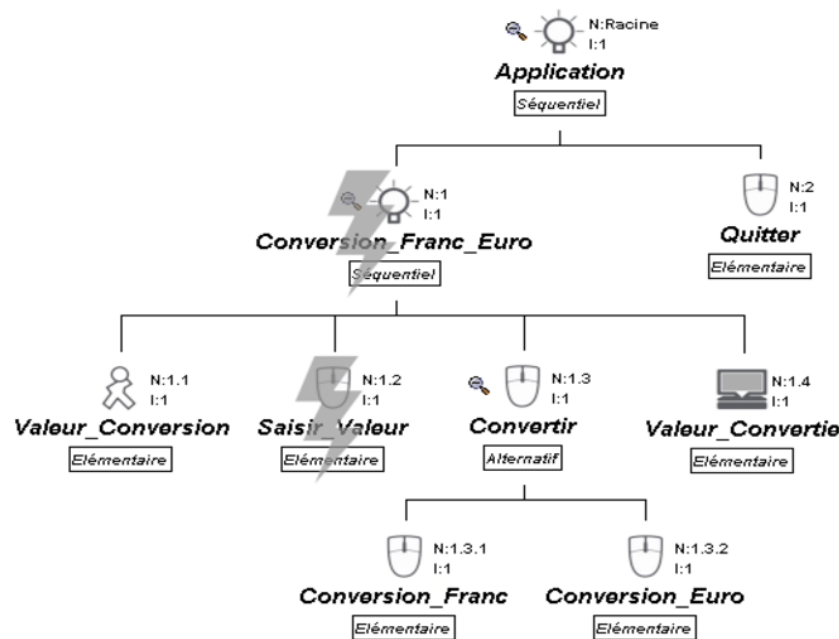 N:Racine
I:1
Application
Séquentiel
N:1
I:1
Conversion_Franc_Euro
Séquentiel
N:2
I:1
Quitter
Elémentaire
N:1.1
I:1
Valeur_Conversion
Elémentaire
N:1.2
I:1
Saisir_Valeur
Elémentaire
N:1.3
I:1
Convertir
Alternatif
N:1.4
I:1
Valeur_Convertie
Elémentaire
N:1.3.1
I:1
Conversion_Franc
Elémentaire
N:1.3.2
I:1
Conversion_Euro
Elémentaire